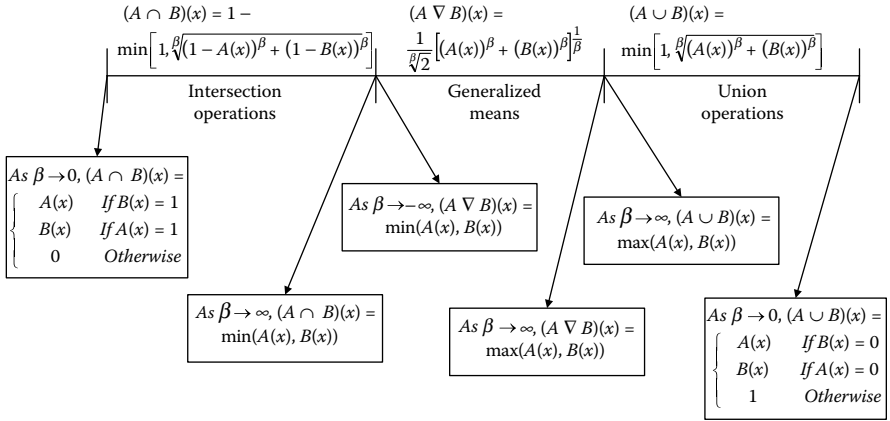 (A ∩ B)(x) = 1 −
min[1, ᵝ√((1 − A(x))^β + (1 − B(x))^β)]
(A ∇ B)(x) =
1/ᵝ√2 [(A(x))^β + (B(x))^β]^(1/β)
(A ∪ B)(x) =
min[1, ᵝ√((A(x))^β + (B(x))^β)]
Intersection
operations
Generalized
means
Union
operations
As β → 0, (A ∩ B)(x) =
A(x) If B(x) = 1
B(x) If A(x) = 1
0 Otherwise
As β → −∞, (A ∇ B)(x) =
min(A(x), B(x))
As β → ∞, (A ∪ B)(x) =
max(A(x), B(x))
As β → ∞, (A ∩ B)(x) =
min(A(x), B(x))
As β → ∞, (A ∇ B)(x) =
max(A(x), B(x))
As β → 0, (A ∪ B)(x) =
A(x) If B(x) = 0
B(x) If A(x) = 0
1 Otherwise